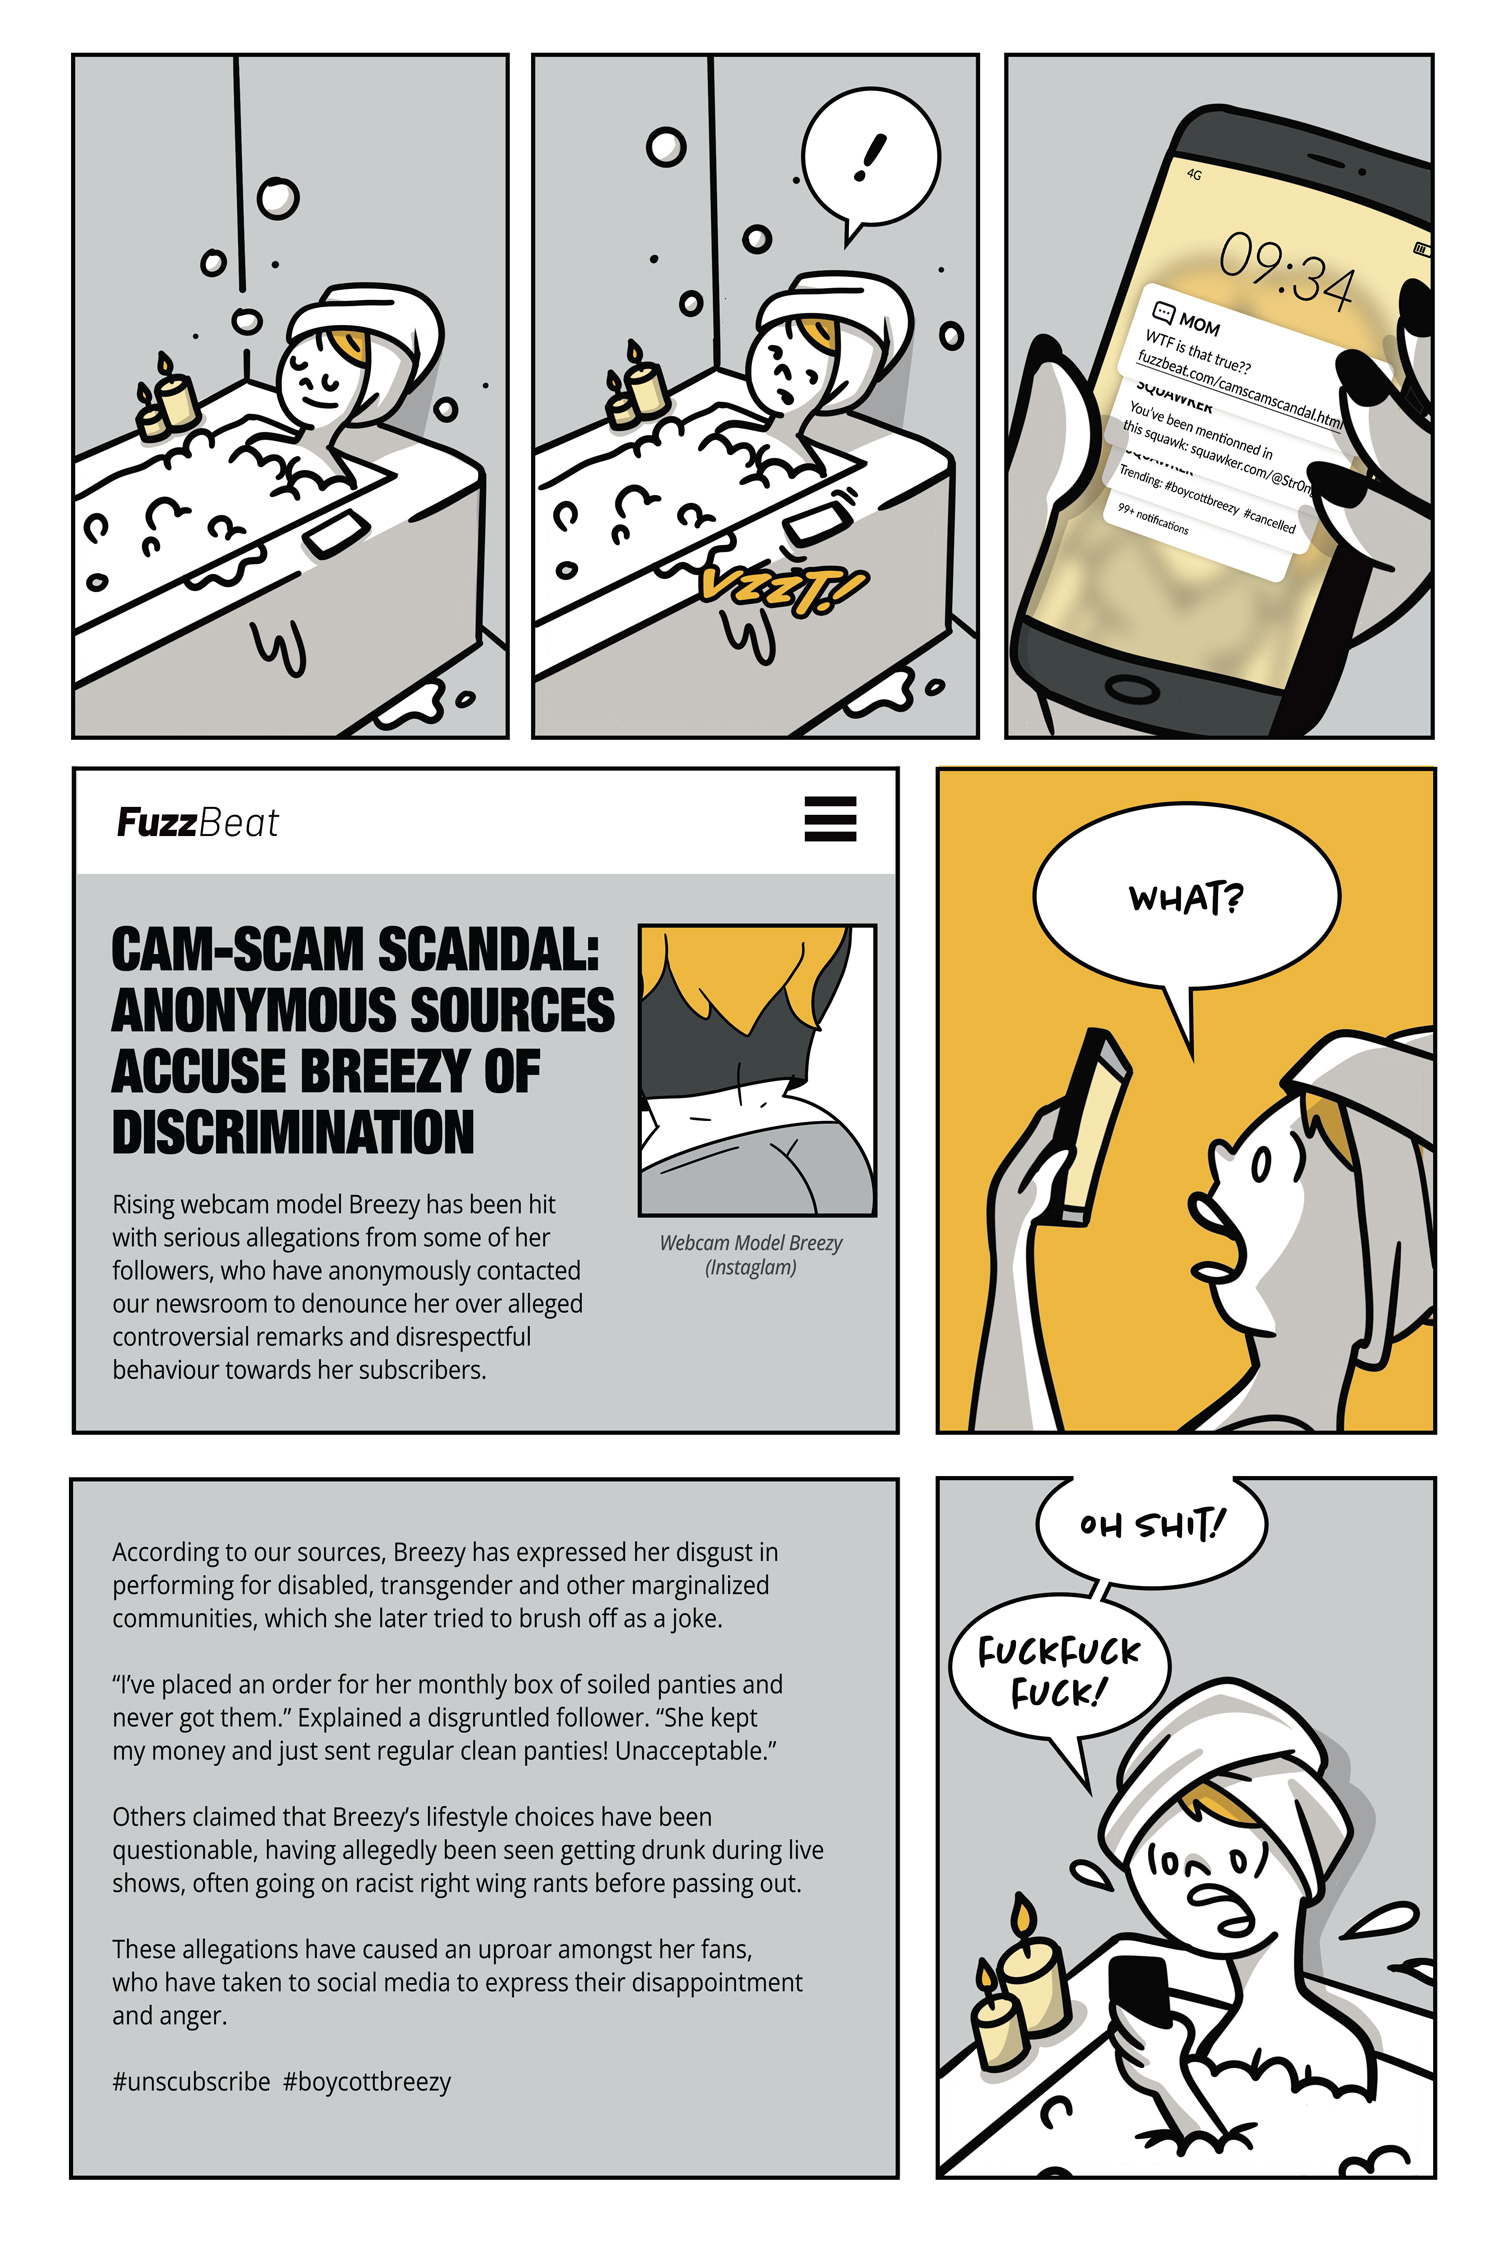 !
VZZT!
4G
09:34
MOM
WTF is that true??
fuzzbeat.com/camscamscandal.html
SQUAWKER
You've been mentionned in
this squawk: squawker.com/@Str0n
SQUAWKER
Trending: #boycottbreezy #cancelled
99+ notifications
FuzzBeat
CAM-SCAM SCANDAL:
ANONYMOUS SOURCES
ACCUSE BREEZY OF
DISCRIMINATION
Rising webcam model Breezy has been hit
with serious allegations from some of her
followers, who have anonymously contacted
our newsroom to denounce her over alleged
controversial remarks and disrespectful
behaviour towards her subscribers.
Webcam Model Breezy
(Instaglam)
WHAT?
According to our sources, Breezy has expressed her disgust in
performing for disabled, transgender and other marginalized
communities, which she later tried to brush off as a joke.
“I’ve placed an order for her monthly box of soiled panties and
never got them.” Explained a disgruntled follower. “She kept
my money and just sent regular clean panties! Unacceptable.”
Others claimed that Breezy’s lifestyle choices have been
questionable, having allegedly been seen getting drunk during live
shows, often going on racist right wing rants before passing out.
These allegations have caused an uproar amongst her fans,
who have taken to social media to express their disappointment
and anger.
#unscubscribe #boycottbreezy
OH SHIT!
FUCKFUCK
FUCK!